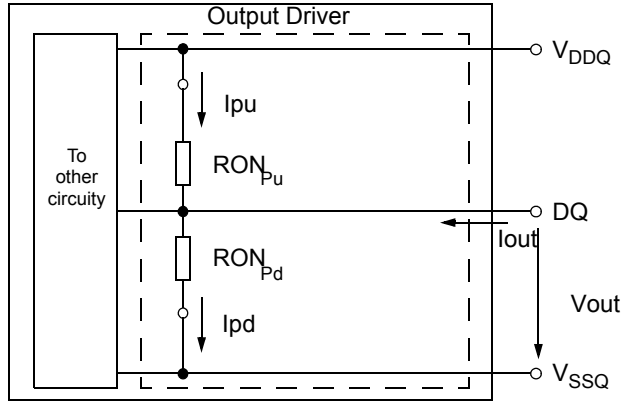 Output Driver
VDDQ
Ipu
To
other
circuity
RONPu
DQ
Iout
RONPd
Vout
Ipd
VSSQ